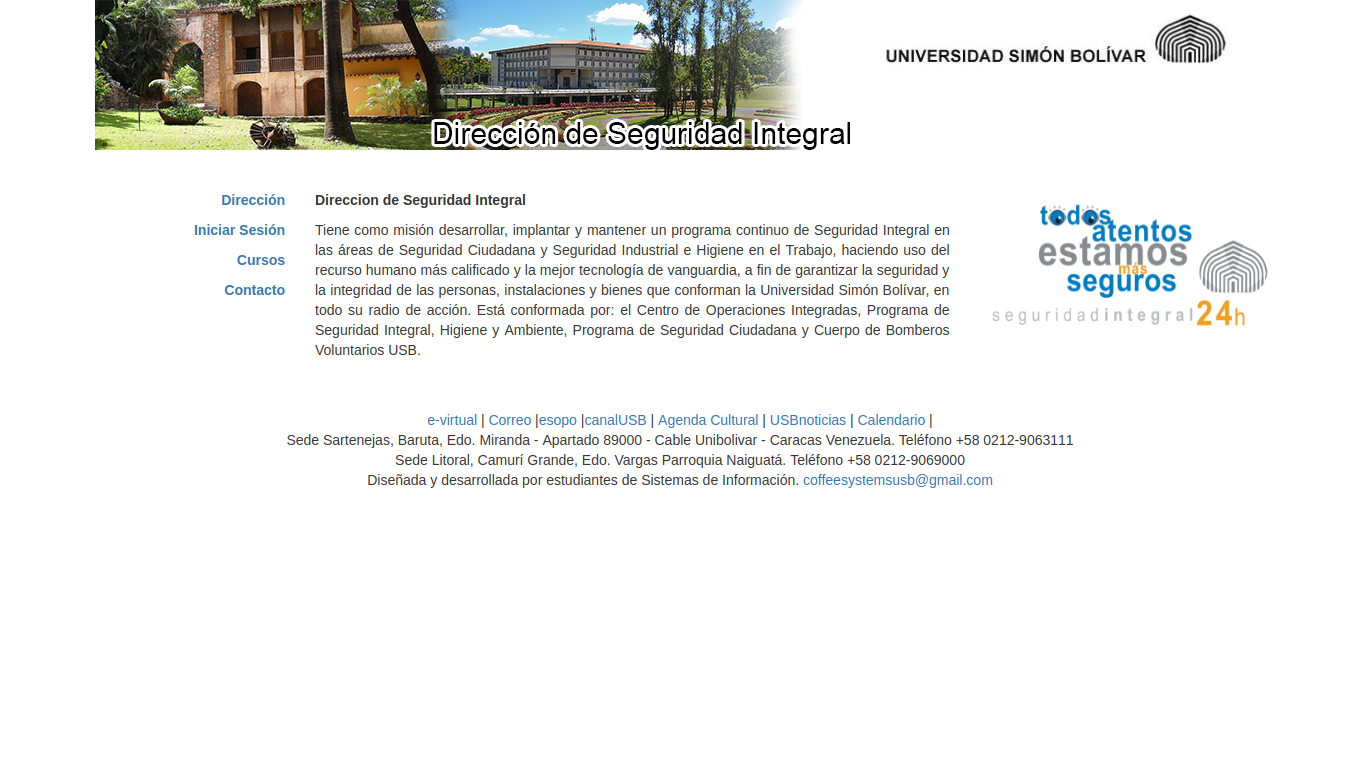 UNIVERSIDAD SIMÓN BOLÍVAR
Dirección de Seguridad Integral
Dirección
Iniciar Sesión
Cursos
Contacto
Direccion de Seguridad Integral
Tiene como misión desarrollar, implantar y mantener un programa continuo de Seguridad Integral en
las áreas de Seguridad Ciudadana y Seguridad Industrial e Higiene en el Trabajo, haciendo uso del
recurso humano más calificado y la mejor tecnología de vanguardia, a fin de garantizar la seguridad y
la integridad de las personas, instalaciones y bienes que conforman la Universidad Simón Bolívar, en
todo su radio de acción. Está conformada por: el Centro de Operaciones Integradas, Programa de
Seguridad Integral, Higiene y Ambiente, Programa de Seguridad Ciudadana y Cuerpo de Bomberos
Voluntarios USB.
todos
atentos
estamos
más
seguros
seguridadintegral24h
e-virtual | Correo |esopo |canalUSB | Agenda Cultural | USBnoticias | Calendario |
Sede Sartenejas, Baruta, Edo. Miranda - Apartado 89000 - Cable Unibolivar - Caracas Venezuela. Teléfono +58 0212-9063111
Sede Litoral, Camurí Grande, Edo. Vargas Parroquia Naiguatá. Teléfono +58 0212-9069000
Diseñada y desarrollada por estudiantes de Sistemas de Información. coffeesystemsusb@gmail.com